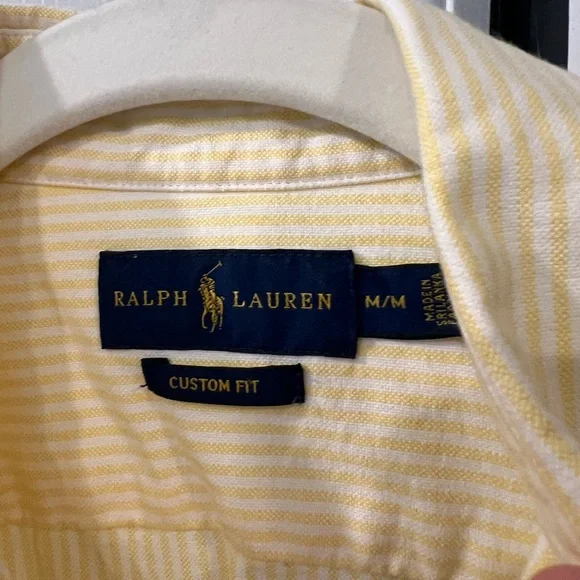 RALPH LAUREN
M/M
MADE IN
SRI LANKA
CUSTOM FIT